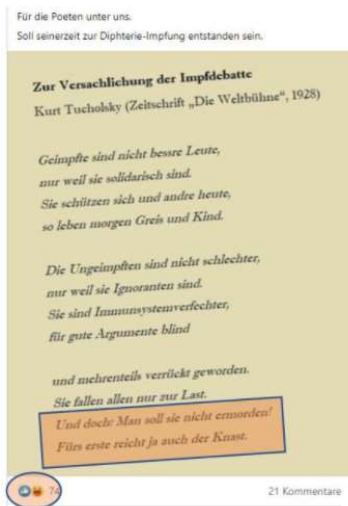 Für die Poeten unter uns.
Soll seinerzeit zur Diphterie-Impfung entstanden sein.
Zur Versachlichung der Impfdebatte
Kurt Tucholsky (Zeitschrift „Die Weltbühne“, 1928)
Geimpfte sind nicht bessre Leute,
nur weil sie solidarisch sind.
Sie schützen sich und andre heute,
so leben morgen Greis und Kind.
Die Ungeimpften sind nicht schlechter,
nur weil sie Ignoranten sind.
Sie sind Immunsystemverfechter,
für gute Argumente blind
und mehrenteils verrückt geworden.
Sie fallen allen nur zur Last.
Und doch: Man soll sie nicht ermorden!
Fürs erste reicht ja auch der Knast.
74
21 Kommentare